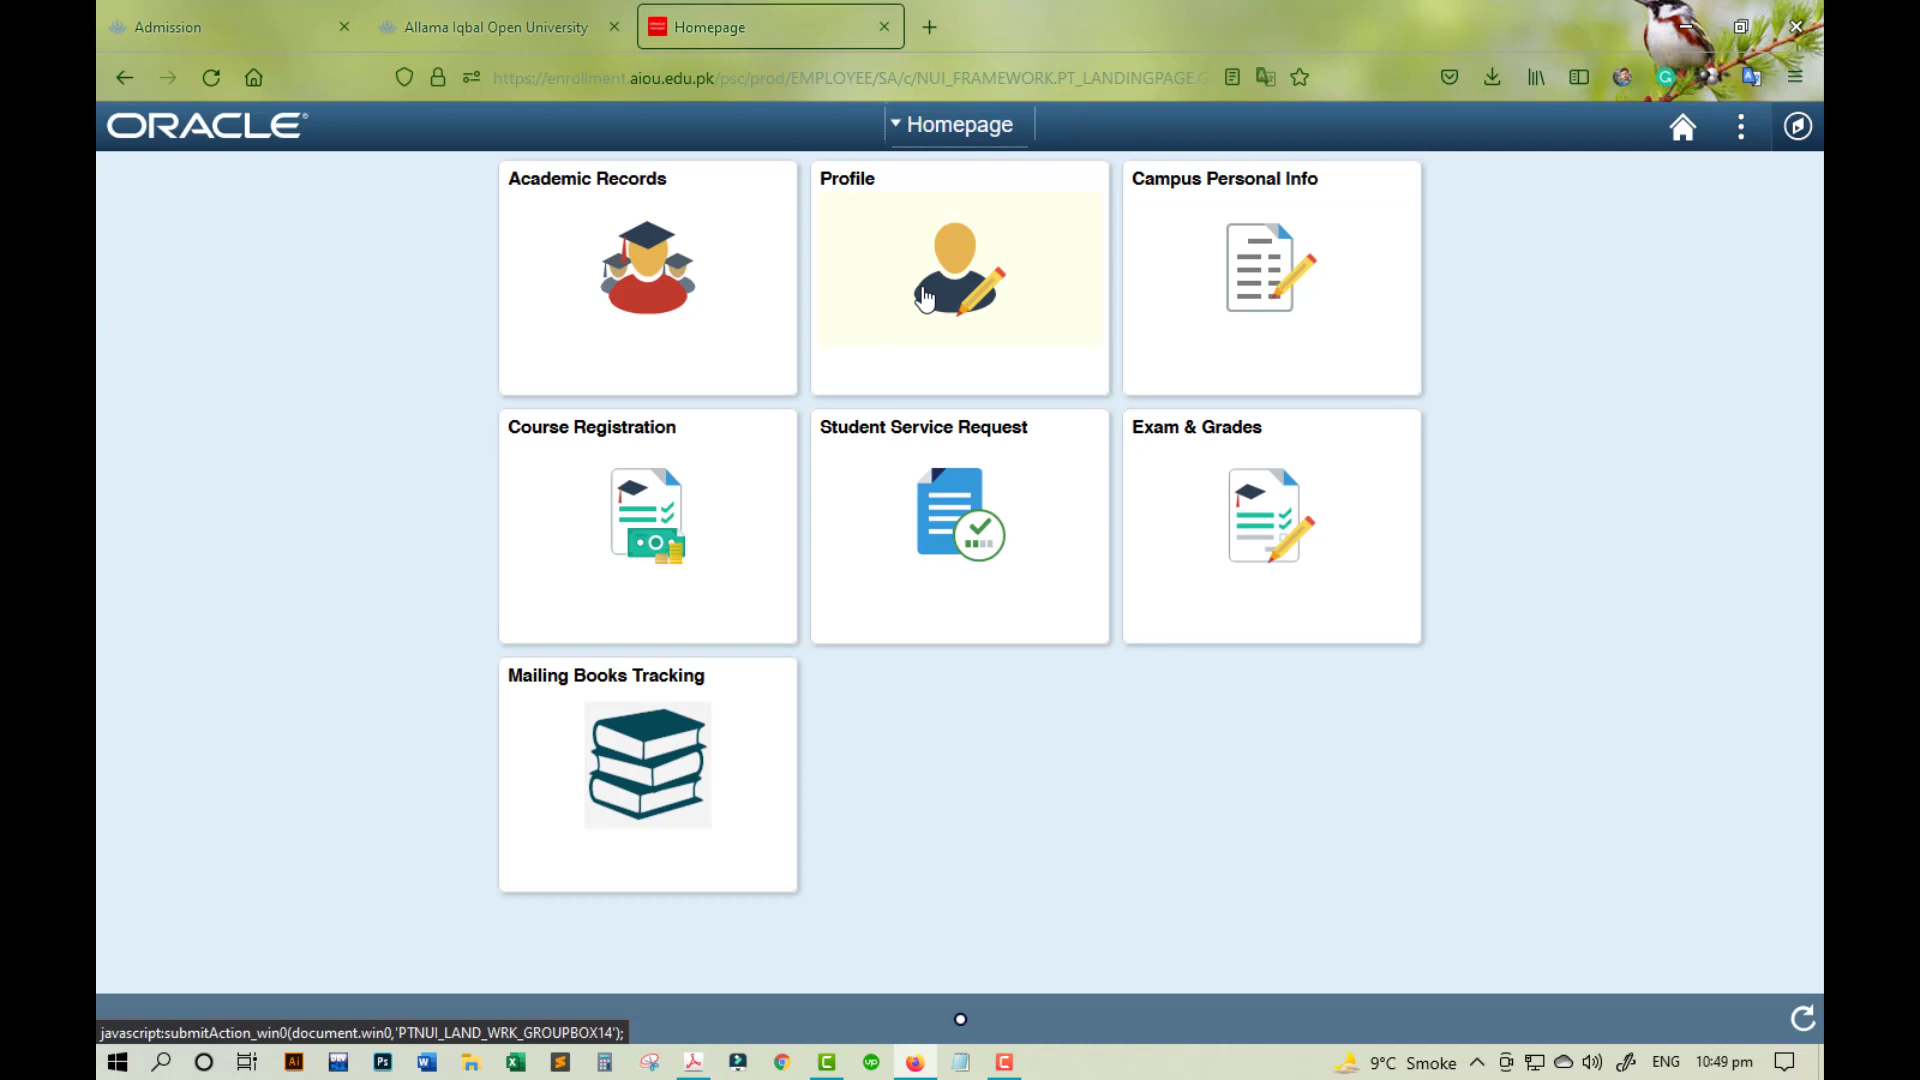 Admission
Allama Iqbal Open University
Homepage
https://enrollment.aiou.edu.pk/psc/prod/EMPLOYEE/SA/c/NUI_FRAMEWORK.PT_LANDINGPAGE.
ORACLE
Homepage
Academic Records
Profile
Campus Personal Info
Course Registration
Student Service Request
Exam & Grades
Mailing Books Tracking
javascript:submitAction_win0(document.win0,'PTNUI_LAND_WRK_GROUPBOX14');
9°C Smoke
ENG
10:49 pm